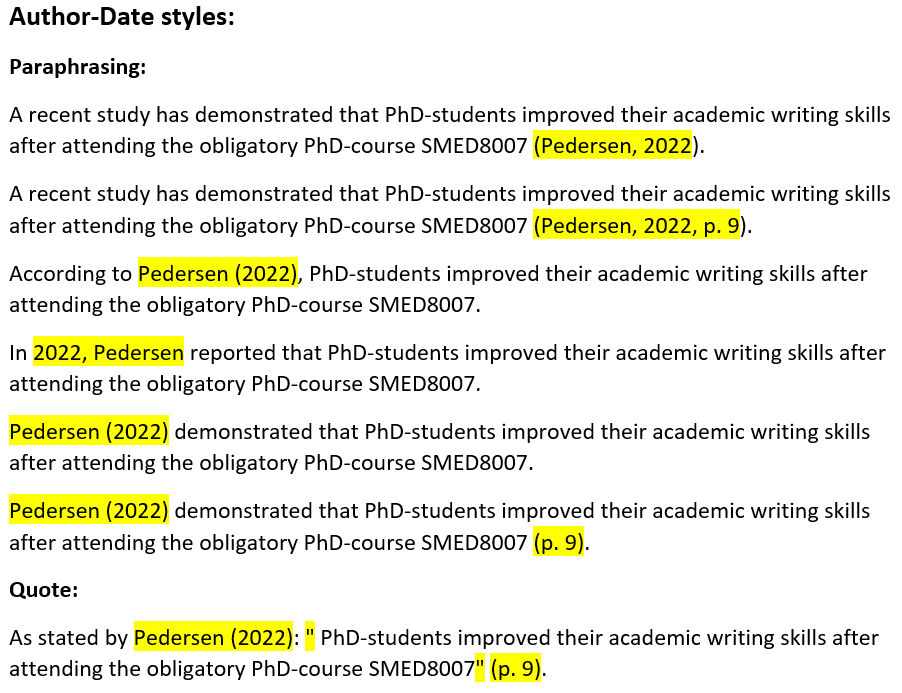 Author-Date styles:
Paraphrasing:
A recent study has demonstrated that PhD-students improved their academic writing skills
after attending the obligatory PhD-course SMED8007 (Pedersen, 2022).
A recent study has demonstrated that PhD-students improved their academic writing skills
after attending the obligatory PhD-course SMED8007 (Pedersen, 2022, p. 9).
According to Pedersen (2022), PhD-students improved their academic writing skills after
attending the obligatory PhD-course SMED8007.
In 2022, Pedersen reported that PhD-students improved their academic writing skills after
attending the obligatory PhD-course SMED8007.
Pedersen (2022) demonstrated that PhD-students improved their academic writing skills
after attending the obligatory PhD-course SMED8007.
Pedersen (2022) demonstrated that PhD-students improved their academic writing skills
after attending the obligatory PhD-course SMED8007 (p. 9).
Quote:
As stated by Pedersen (2022): " PhD-students improved their academic writing skills after
attending the obligatory PhD-course SMED8007" (p. 9).